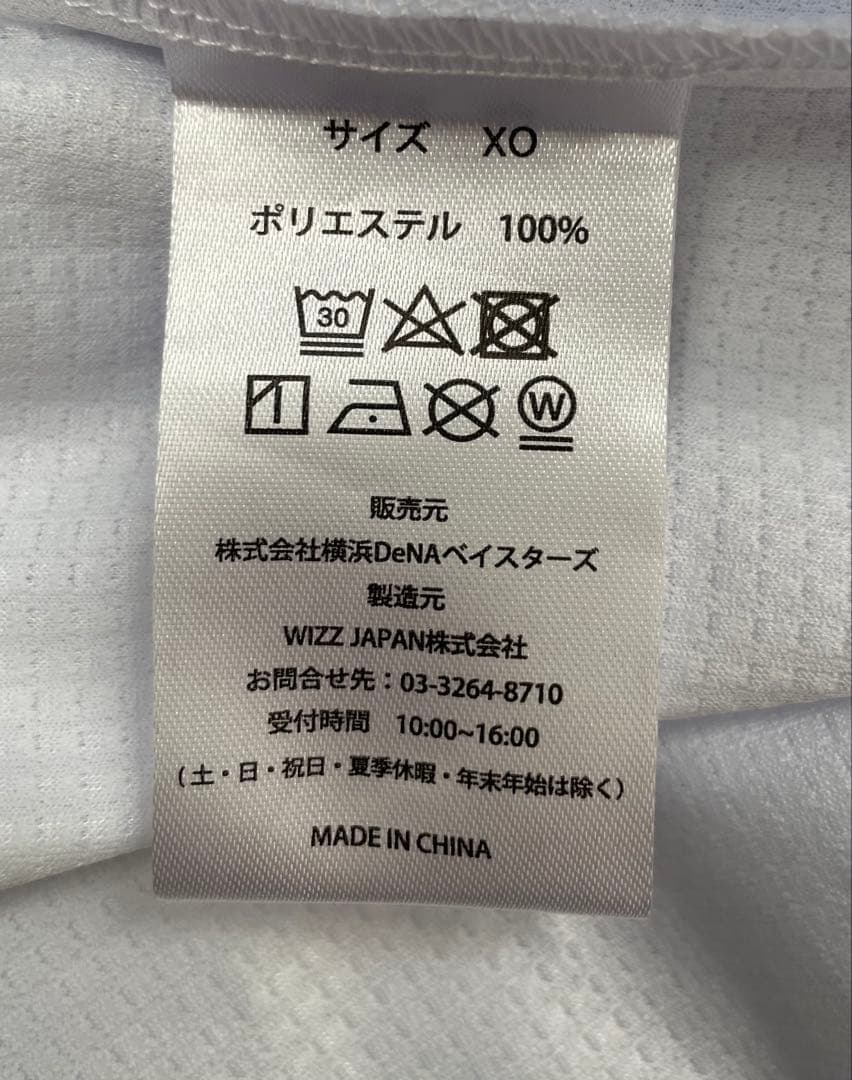 サイズ XO
ポリエステル 100%
30
W
販売元
株式会社横浜DeNAベイスターズ
製造元
WIZZ JAPAN株式会社
お問合せ先：03-3264-8710
受付時間 10:00~16:00
(土・日・祝日・夏季休暇・年末年始は除く)
MADE IN CHINA